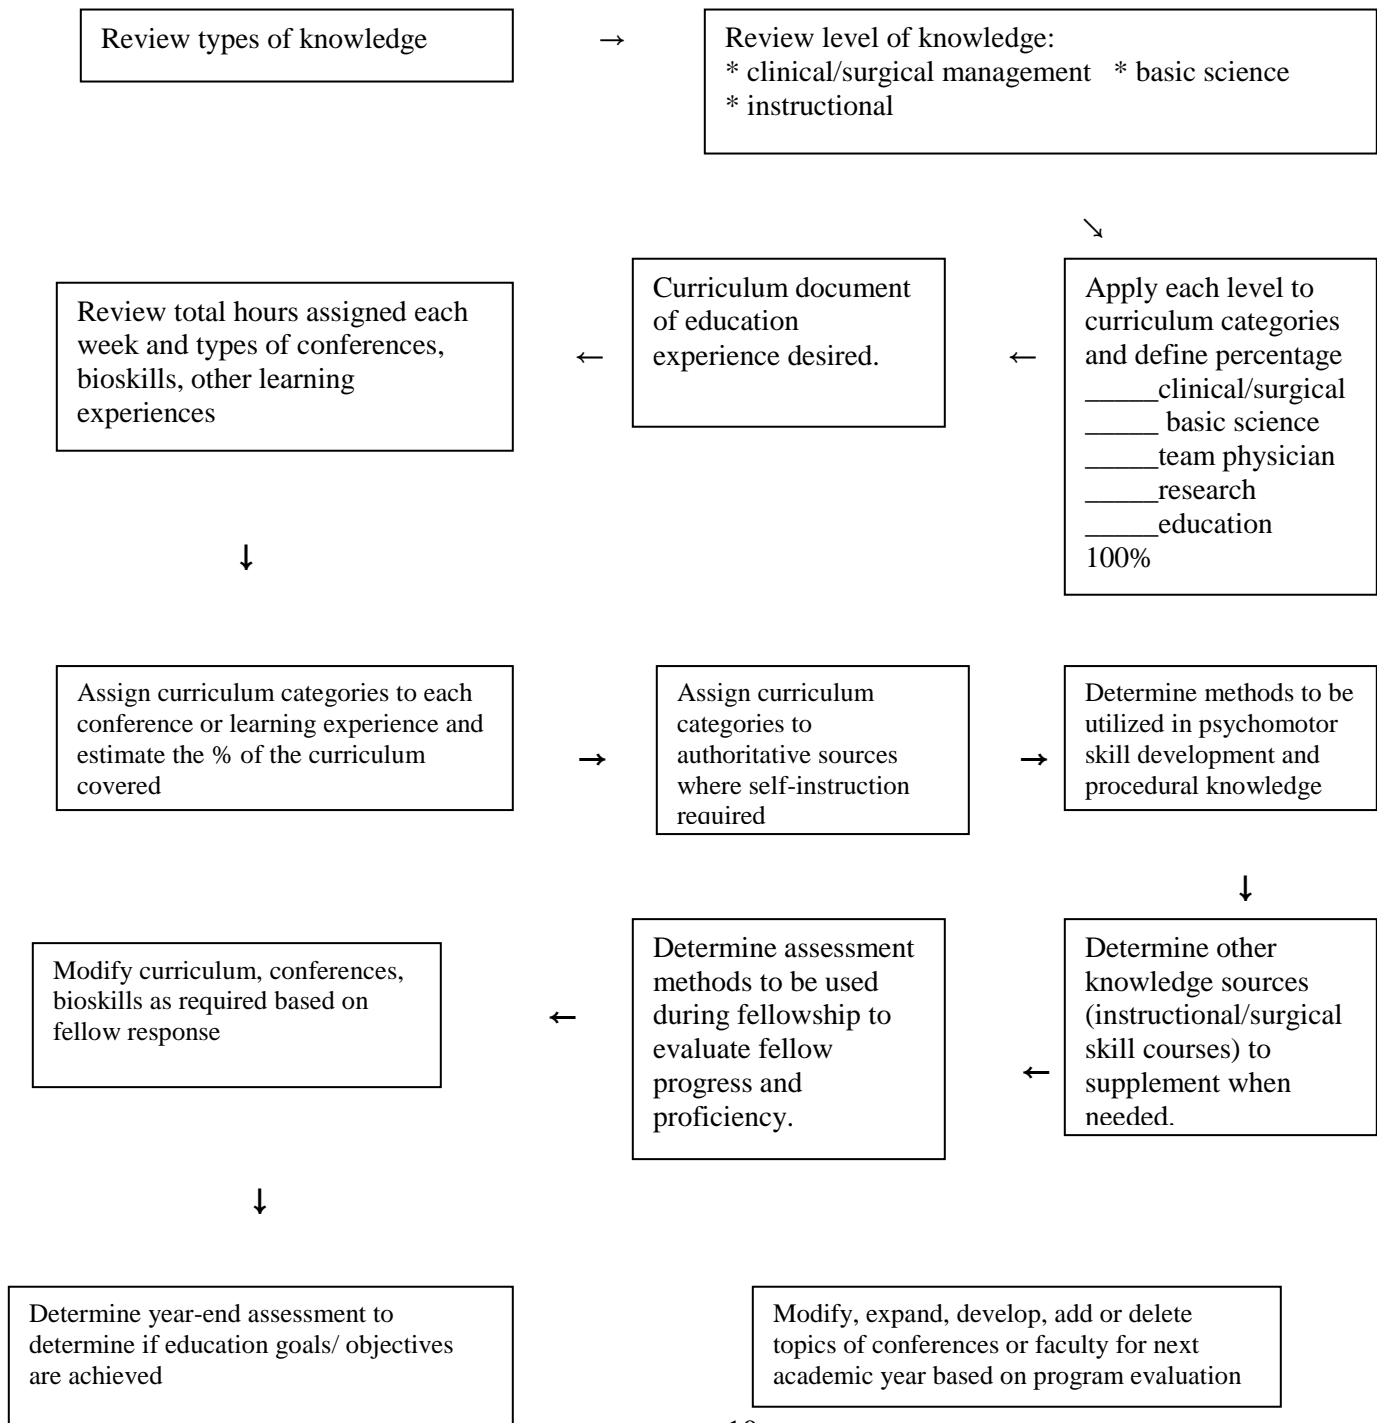 Review types of knowledge
→
Review level of knowledge:
* clinical/surgical management * basic science
* instructional
↘
Apply each level to
curriculum categories
and define percentage
_____clinical/surgical
_____ basic science
_____team physician
_____research
_____education
100%
←
Curriculum document
of education
experience desired.
←
Review total hours assigned each
week and types of conferences,
bioskills, other learning
experiences
↓
Assign curriculum categories to each
conference or learning experience and
estimate the % of the curriculum
covered
→
Assign curriculum
categories to
authoritative sources
where self-instruction
required
→
Determine methods to be
utilized in psychomotor
skill development and
procedural knowledge
↓
Determine other
knowledge sources
(instructional/surgical
skill courses) to
supplement when
needed.
←
Determine assessment
methods to be used
during fellowship to
evaluate fellow
progress and
proficiency.
←
Modify curriculum, conferences,
bioskills as required based on
fellow response
↓
Determine year-end assessment to
determine if education goals/ objectives
are achieved
Modify, expand, develop, add or delete
topics of conferences or faculty for next
academic year based on program evaluation